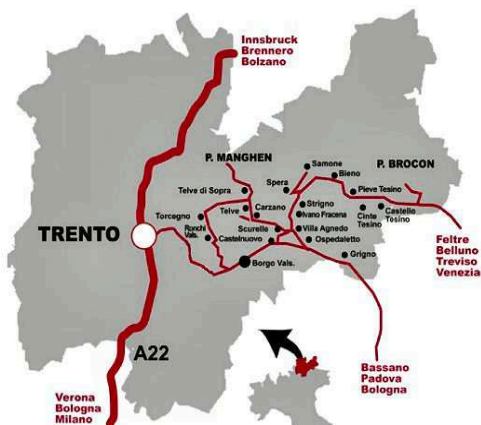 Innsbruck
Brennero
Bolzano
P. MANGHEN
Samone
Bieno
P. BROCON
Telve di Sopra
Spera
Pieve Tesino
Torcegno
Telve
Carzano
Strigno
Ivano Fracena
Cinte
Tesino
Castello
Tesino
TRENTO
Ronchi
Vals.
Scurelle
Villa Agnedo
Castelnuovo
Ospedaletto
Grigno
Borgo Vals.
Feltre
Belluno
Treviso
Venezia
A22
Bassano
Padova
Bologna
Verona
Bologna
Milano